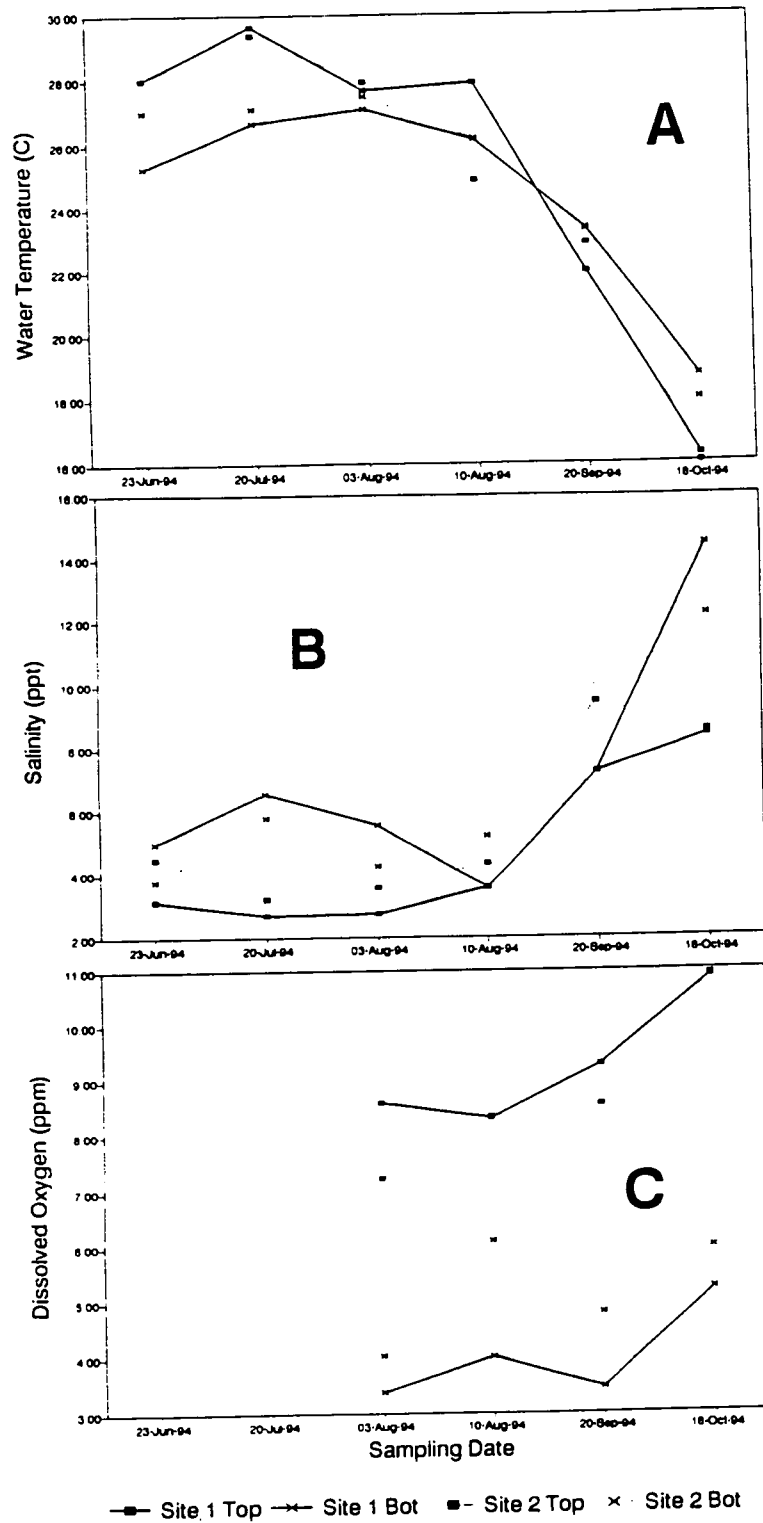 30 00
28 00
26 00
24 00
22 00
20 00
18 00
16 00
Water Temperature (C)
A
23-Jun-94 20-Jul-94 03-Aug-94 10-Aug-94 20-Sep-94 18-Oct-94
16 00
14 00
12 00
10 00
8 00
6 00
4 00
2 00
Salinity (ppt)
B
23-Jun-94 20-Jul-94 03-Aug-94 10-Aug-94 20-Sep-94 18-Oct-94
11 00
10 00
9 00
8 00
7 00
6 00
5 00
4 00
3 00
Dissolved Oxygen (ppm)
C
23-Jun-94 20-Jul-94 03-Aug-94 10-Aug-94 20-Sep-94 18-Oct-94
Sampling Date
Site 1 Top Site 1 Bot Site 2 Top Site 2 Bot